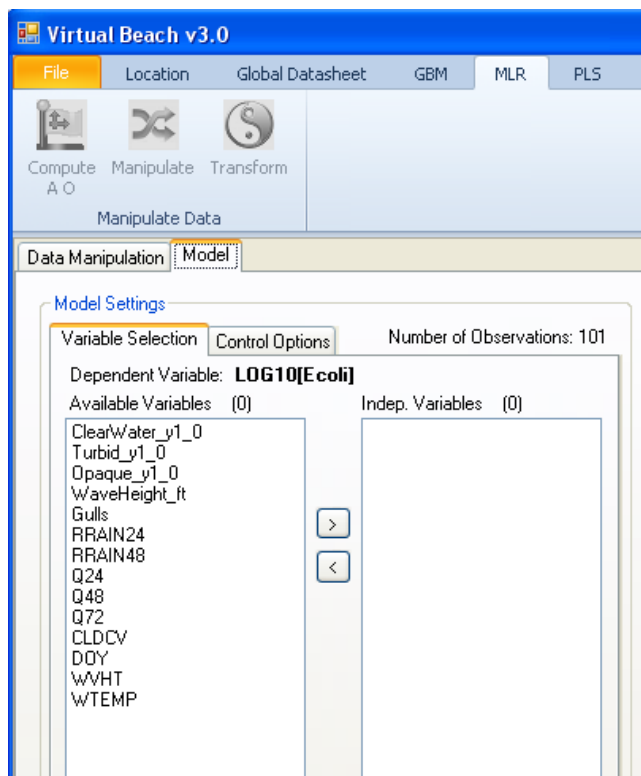 Virtual Beach v3.0
File Location Global Datasheet GBM MLR PLS
Compute Manipulate Transform
A O
Manipulate Data
Data Manipulation Model
Model Settings
Variable Selection Control Options Number of Observations: 101
Dependent Variable: LOG10[Ecoli]
Available Variables (0) Indep. Variables (0)
ClearWater_y1_0
Turbid_y1_0
Opaque_y1_0
WaveHeight_ft
Gulls
RRAIN24
RRAIN48
Q24
Q48
Q72
CLDCV
DOY
WVHT
WTEMP
>
<